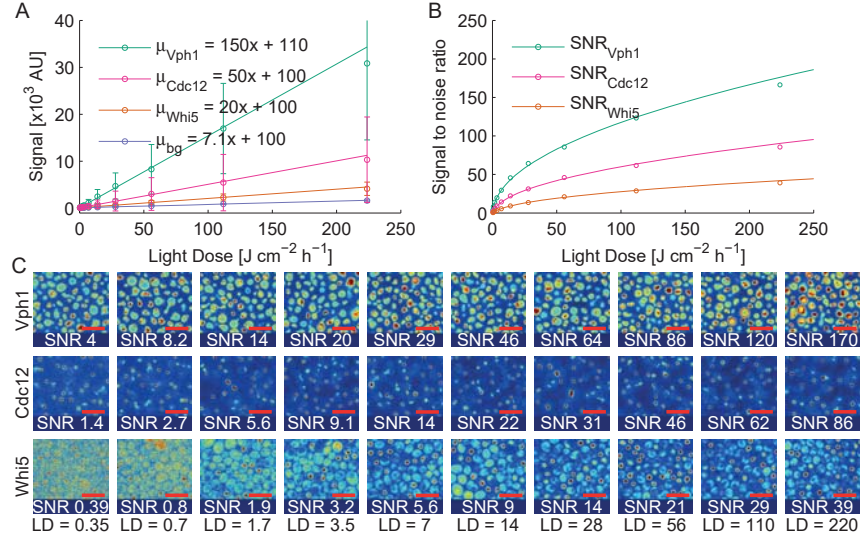 A
Signal [x10³ AU]
40
30
20
10
0
μVph1 = 150x + 110
μCdc12 = 50x + 100
μWhi5 = 20x + 100
μbg = 7.1x + 100
0 50 100 150 200 250
Light Dose [J cm⁻² h⁻¹]
B
Signal to noise ratio
250
200
150
100
50
0
SNRVph1
SNRCdc12
SNRWhi5
0 50 100 150 200 250
Light Dose [J cm⁻² h⁻¹]
C
Vph1
SNR 4 SNR 8.2 SNR 14 SNR 20 SNR 29 SNR 46 SNR 64 SNR 86 SNR 120 SNR 170
Cdc12
SNR 1.4 SNR 2.7 SNR 5.6 SNR 9.1 SNR 14 SNR 22 SNR 31 SNR 46 SNR 62 SNR 86
Whi5
SNR 0.39 SNR 0.8 SNR 1.9 SNR 3.2 SNR 5.6 SNR 9 SNR 14 SNR 21 SNR 29 SNR 39
LD = 0.35 LD = 0.7 LD = 1.7 LD = 3.5 LD = 7 LD = 14 LD = 28 LD = 56 LD = 110 LD = 220